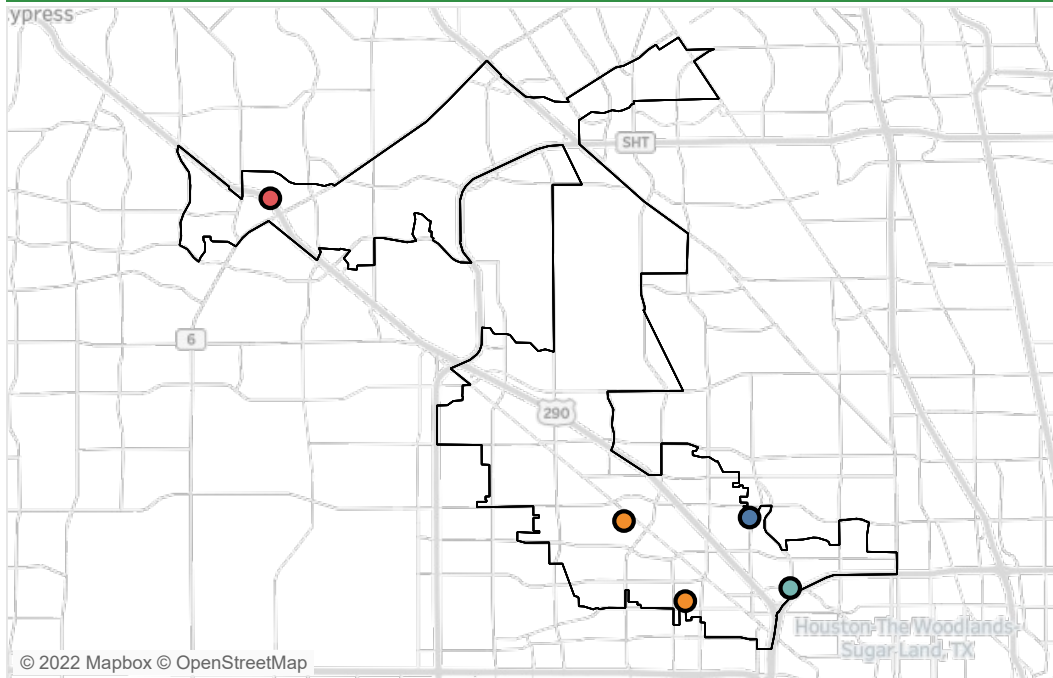 ypress
SHT
6
290
Houston-The Woodlands-
Sugar Land, TX
© 2022 Mapbox © OpenStreetMap